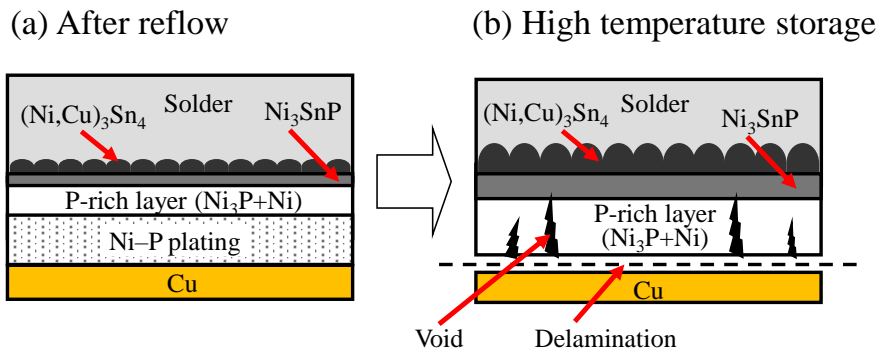 (a) After reflow
(b) High temperature storage
Solder
(Ni,Cu)₃Sn₄
Ni₃SnP
P-rich layer (Ni₃P+Ni)
Ni–P plating
Cu
Solder
(Ni,Cu)₃Sn₄
Ni₃SnP
P-rich layer
(Ni₃P+Ni)
Cu
Void
Delamination